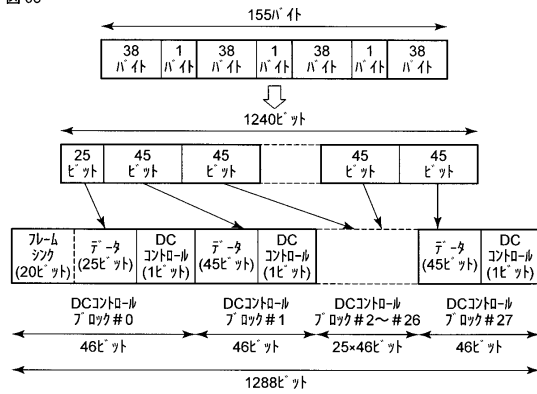 図
155ﾊﾞｲﾄ
38 1 38 1 38 1 38
ﾊﾞｲﾄ ﾊﾞｲﾄ ﾊﾞｲﾄ ﾊﾞｲﾄ ﾊﾞｲﾄ ﾊﾞｲﾄ ﾊﾞｲﾄ
1240ﾋﾞｯﾄ
25 45 45 45 45
ﾋﾞｯﾄ ﾋﾞｯﾄ ﾋﾞｯﾄ ﾋﾞｯﾄ ﾋﾞｯﾄ
ﾌﾚｰﾑ
ｼﾝｸ
(20ﾋﾞｯﾄ)
ﾃﾞｰﾀ
(25ﾋﾞｯﾄ)
DC
ｺﾝﾄﾛｰﾙ
(1ﾋﾞｯﾄ)
ﾃﾞｰﾀ
(45ﾋﾞｯﾄ)
DC
ｺﾝﾄﾛｰﾙ
(1ﾋﾞｯﾄ)
ﾃﾞｰﾀ
(45ﾋﾞｯﾄ)
DC
ｺﾝﾄﾛｰﾙ
(1ﾋﾞｯﾄ)
DCｺﾝﾄﾛｰﾙ
ﾌﾞﾛｯｸ#0
DCｺﾝﾄﾛｰﾙ
ﾌﾞﾛｯｸ#1
DCｺﾝﾄﾛｰﾙ
ﾌﾞﾛｯｸ#2～#26
DCｺﾝﾄﾛｰﾙ
ﾌﾞﾛｯｸ#27
46ﾋﾞｯﾄ 46ﾋﾞｯﾄ 25×46ﾋﾞｯﾄ 46ﾋﾞｯﾄ
1288ﾋﾞｯﾄ